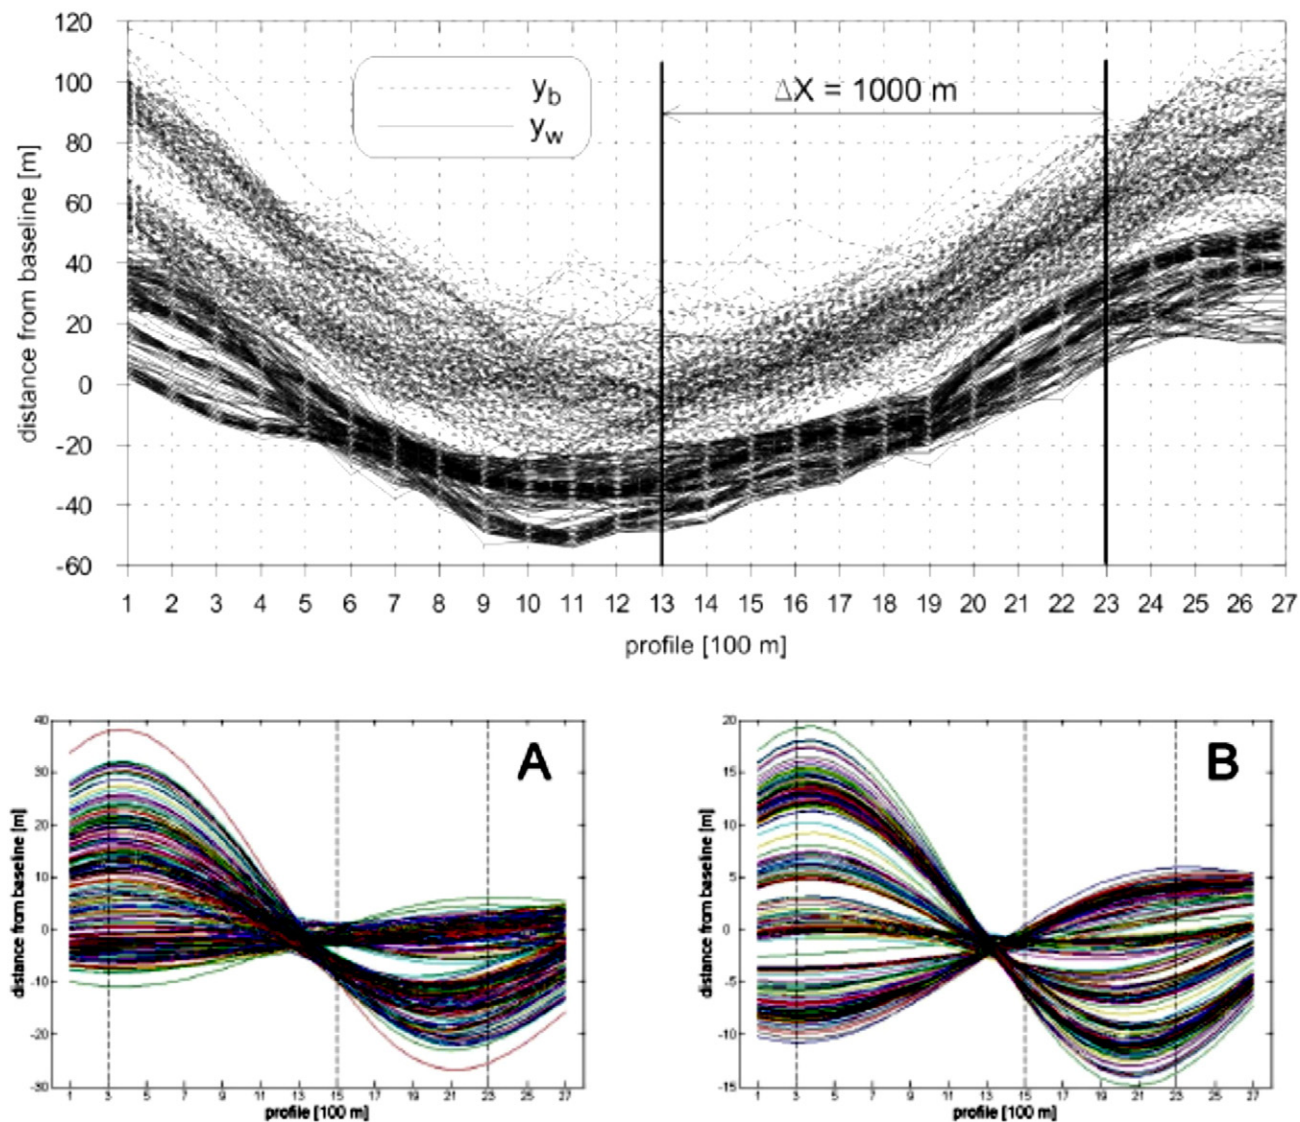 120
100
80
60
40
20
0
-20
-40
-60
distance from baseline [m]
y_b
y_w
ΔX = 1000 m
1 2 3 4 5 6 7 8 9 10 11 12 13 14 15 16 17 18 19 20 21 22 23 24 25 26 27
profile [100 m]
A
40
30
20
10
0
-10
-20
-30
distance from baseline [m]
1 3 5 7 9 11 13 15 17 19 21 23 25 27
profile [100 m]
B
20
15
10
5
0
-5
-10
-15
distance from baseline [m]
1 3 5 7 9 11 13 15 17 19 21 23 25 27
profile [100 m]